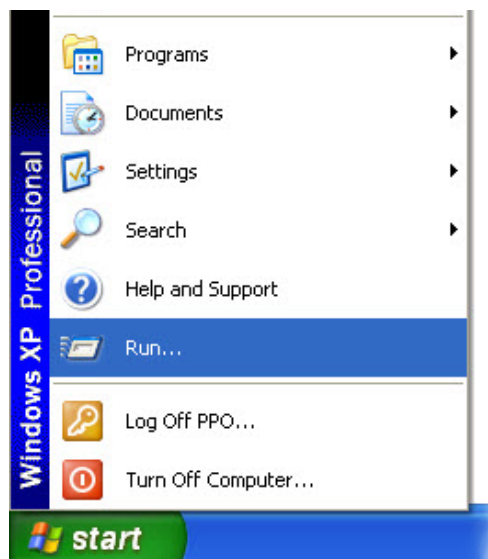 Programs
Documents
Settings
Search
Help and Support
Run...
Log Off PPO...
Turn Off Computer...
Windows XP Professional
start